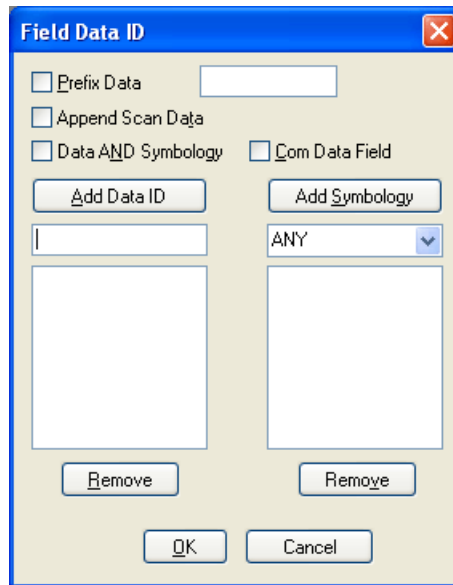 Field Data ID
Prefix Data
Append Scan Data
Data AND Symbology Com Data Field
Add Data ID Add Symbology
ANY
Remove Remove
OK Cancel